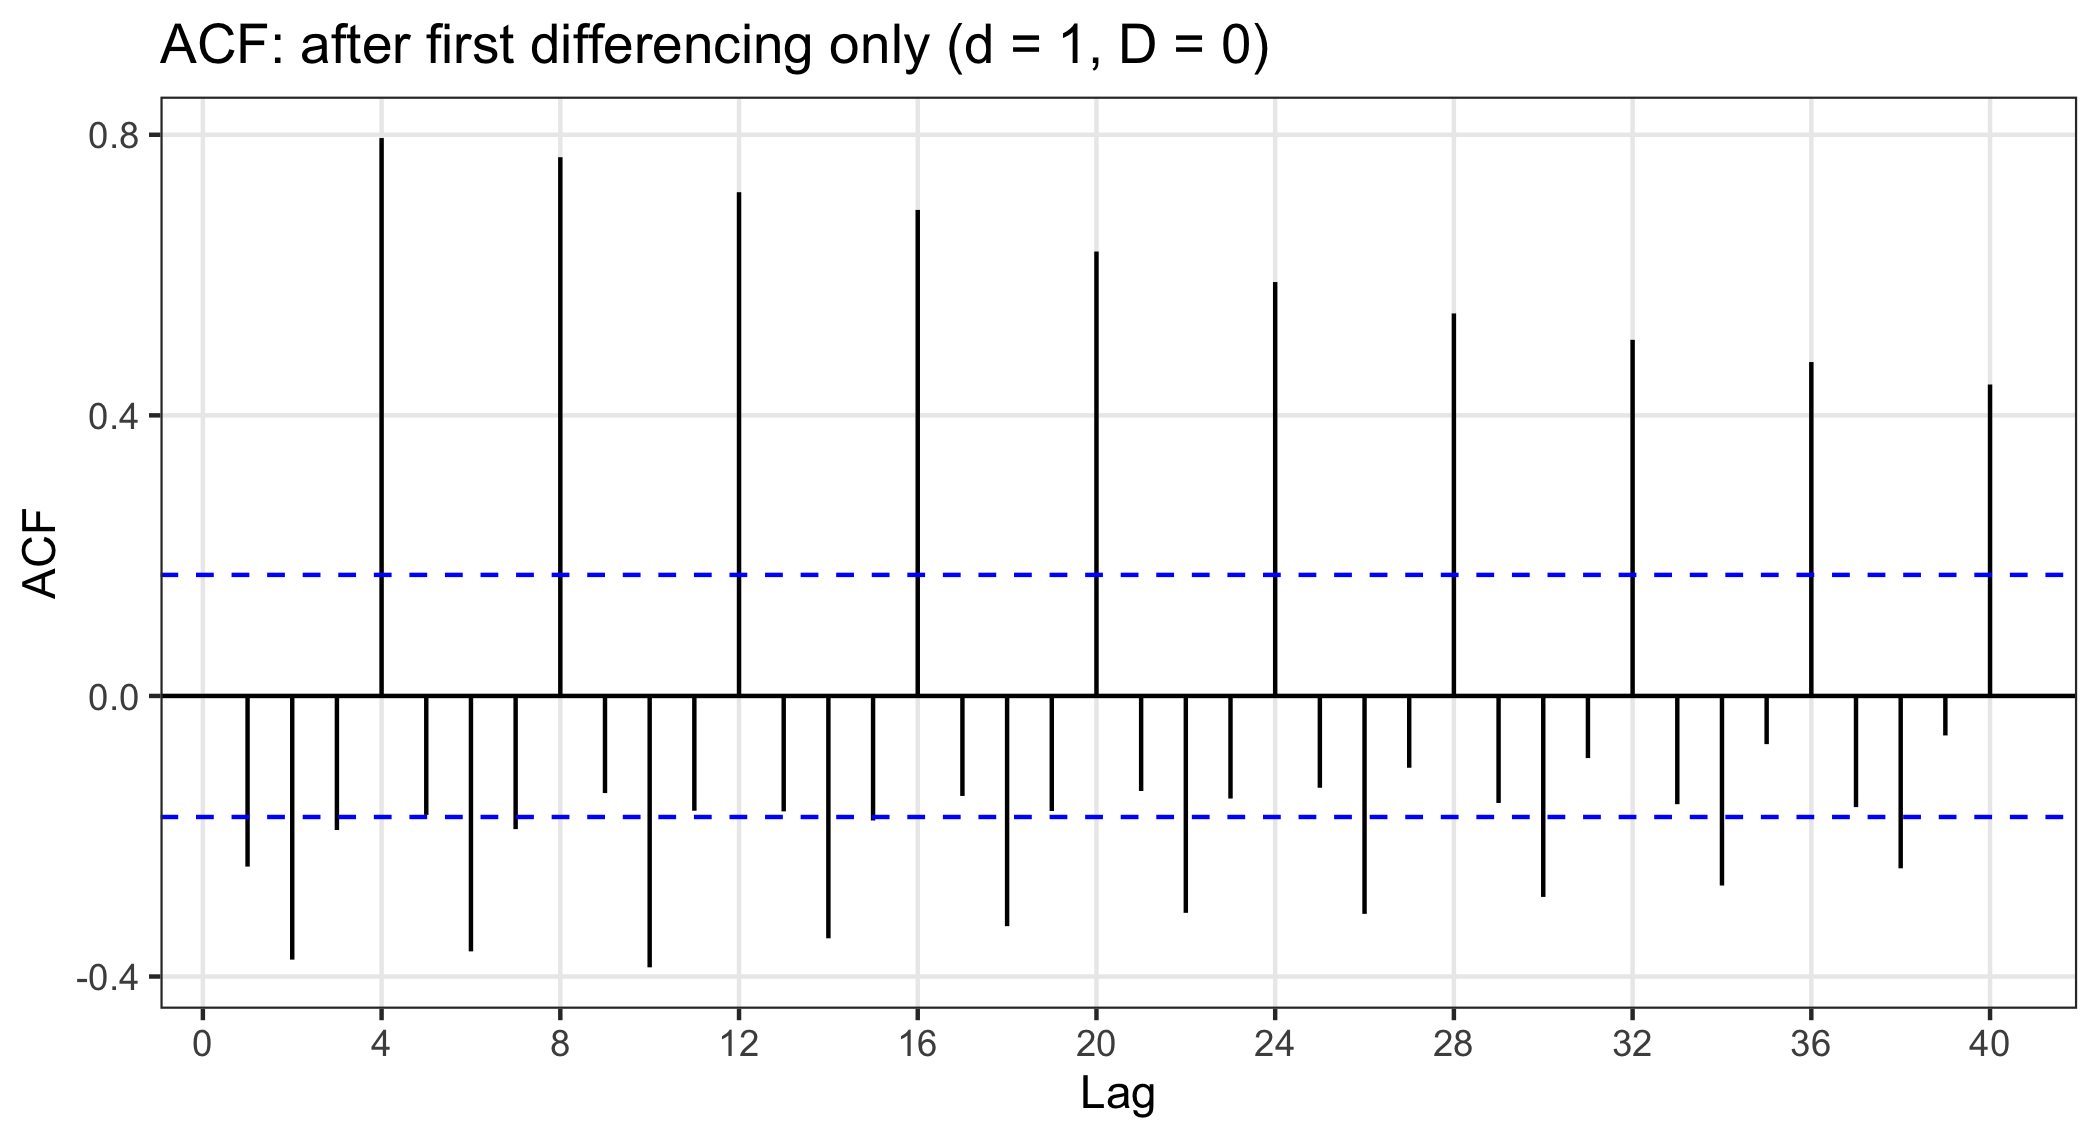 ACF: after first differencing only (d = 1, D = 0)
0.8
0.4
0.0
-0.4
ACF
0 4 8 12 16 20 24 28 32 36 40
Lag